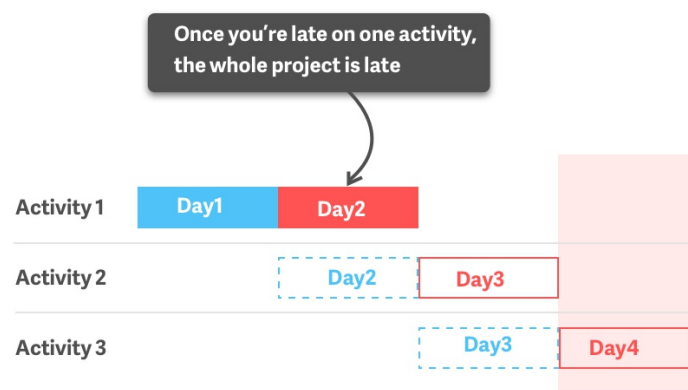 Once you're late on one activity,
the whole project is late
Activity 1 Day1 Day2
Activity 2 Day2 Day3
Activity 3 Day3 Day4